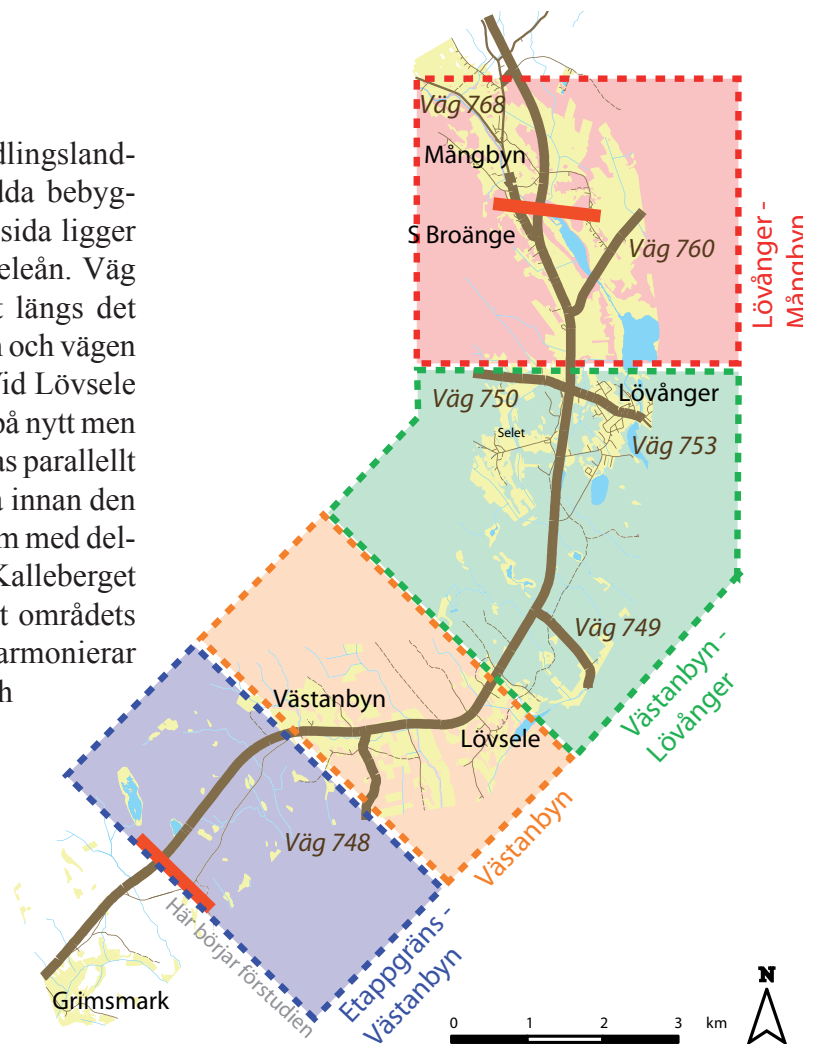 dlingsland-
lda bebyg-
sida ligger
eleån. Väg
t längs det
n och vägen
Vid Lövsele
på nytt men
as parallellt
a innan den
m med del-
Kalleberget
t områdets
armonierar
h
Väg 768
Mångbyn
S Broänge
Väg 760
Lövånger -
Mångbyn
Väg 750
Lövånger
Selet
Väg 753
Väg 749
Västanbyn -
Lövånger
Västanbyn
Lövsele
Västanbyn
Väg 748
Här börjar förstudien
Etappgräns -
Västanbyn
Grimsmark
N
0 1 2 3 km